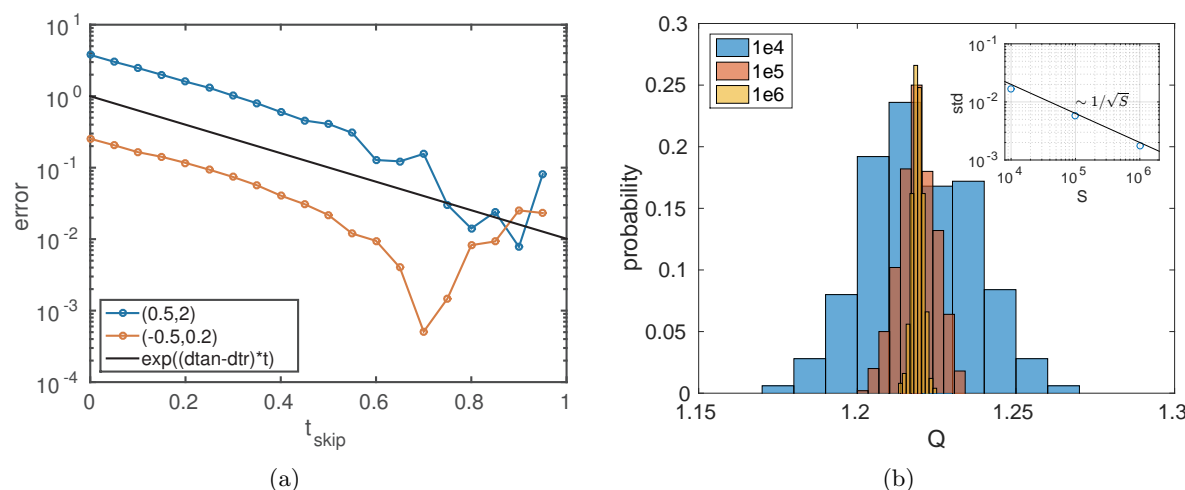 10^1
10^0
10^-1
10^-2
10^-3
10^-4
error
(0.5,2)
(-0.5,0.2)
exp((dtan-dtr)*t)
0
0.2
0.4
0.6
0.8
1
t_skip
(a)
0.3
0.25
0.2
0.15
0.1
0.05
0
probability
1e4
1e5
1e6
10^-1
10^-2
10^-3
std
~ 1/√S
10^4
10^5
10^6
S
1.15
1.2
1.25
1.3
Q
(b)